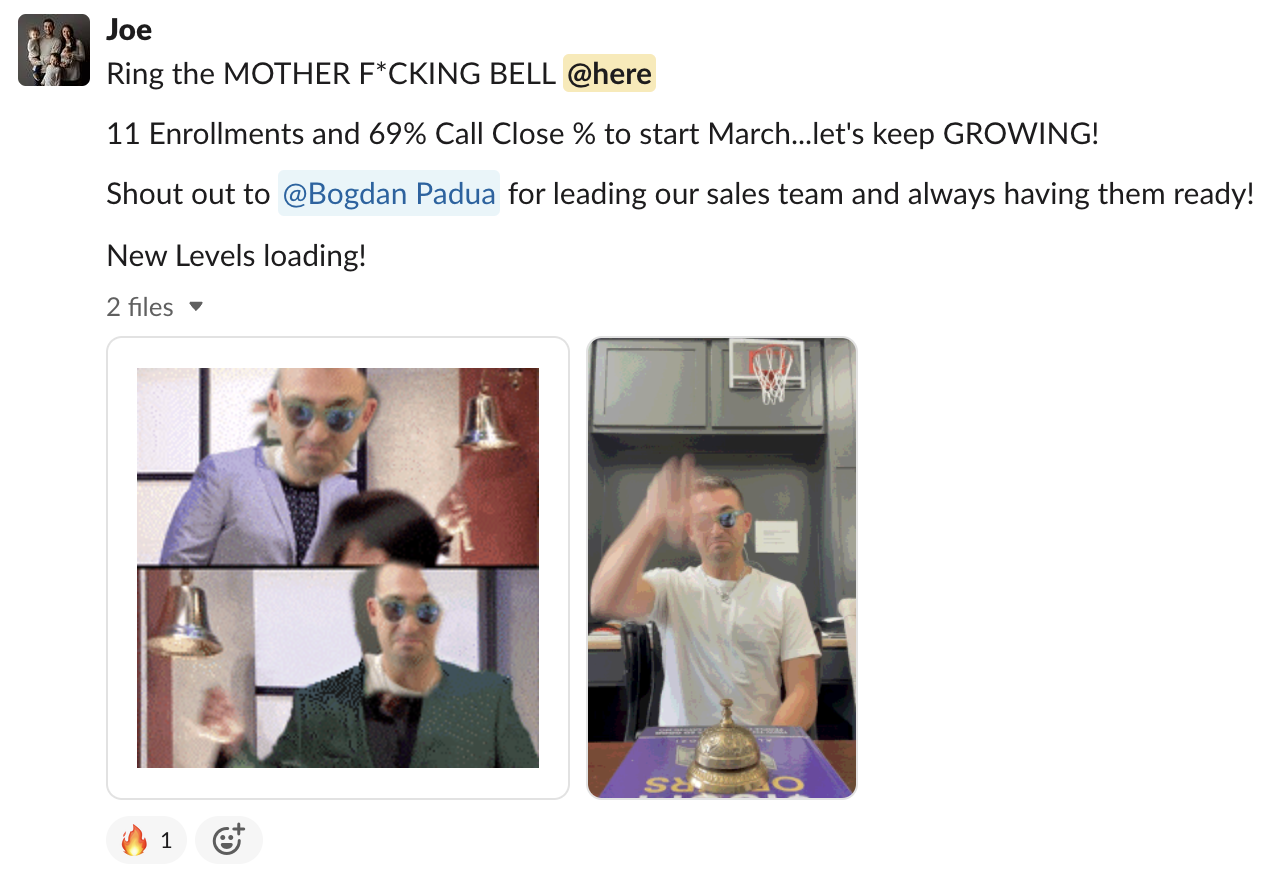 Joe
Ring the MOTHER F*CKING BELL @here
11 Enrollments and 69% Call Close % to start March...let's keep GROWING!
Shout out to @Bogdan Padua for leading our sales team and always having them ready!
New Levels loading!
2 files
1